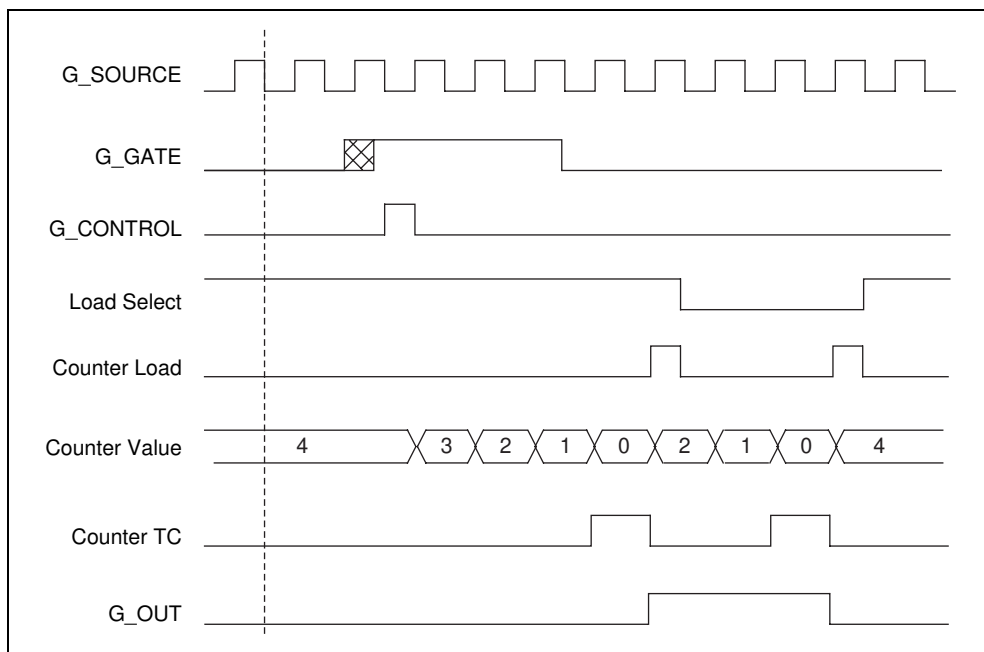 G_SOURCE
G_GATE
G_CONTROL
Load Select
Counter Load
Counter Value 4 3 2 1 0 2 1 0 4
Counter TC
G_OUT